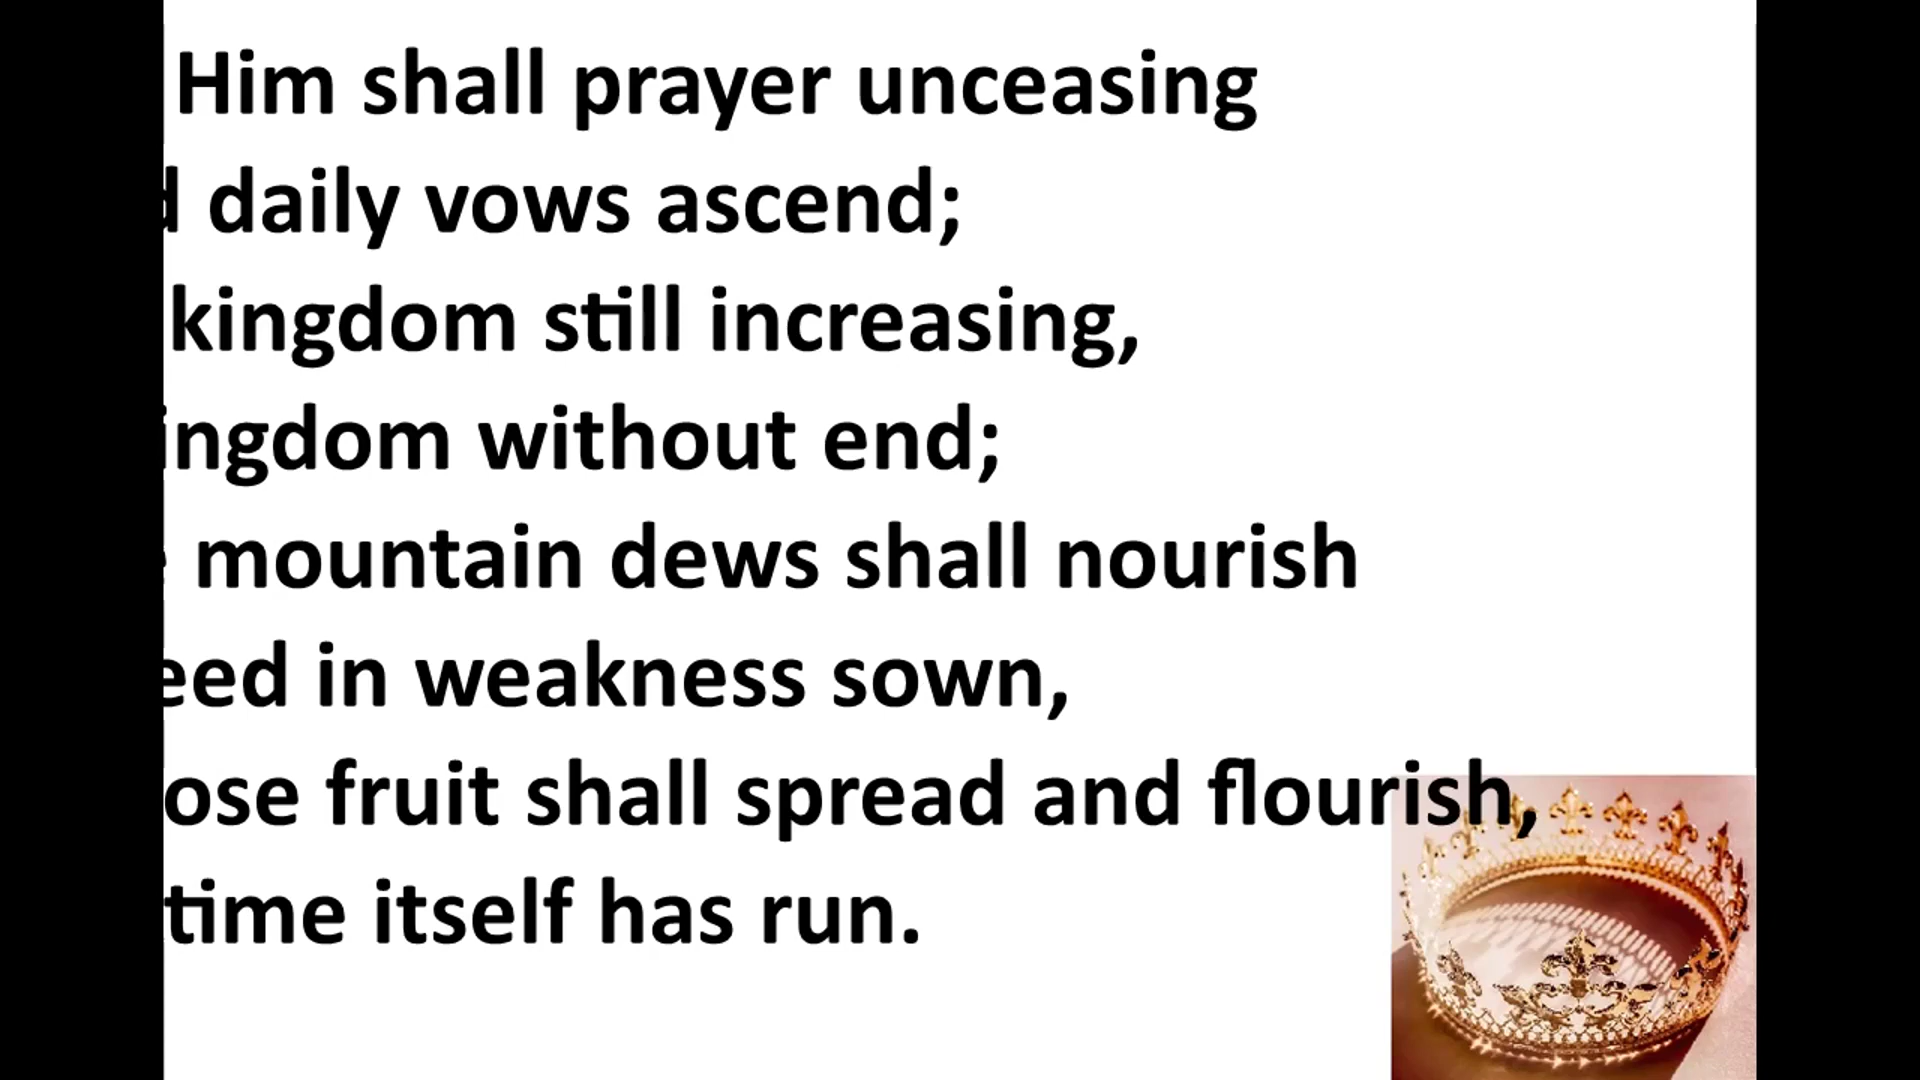 Him shall prayer unceasing
daily vows ascend;
kingdom still increasing,
ingdom without end;
mountain dews shall nourish
eed in weakness sown,
ose fruit shall spread and flourish,
time itself has run.